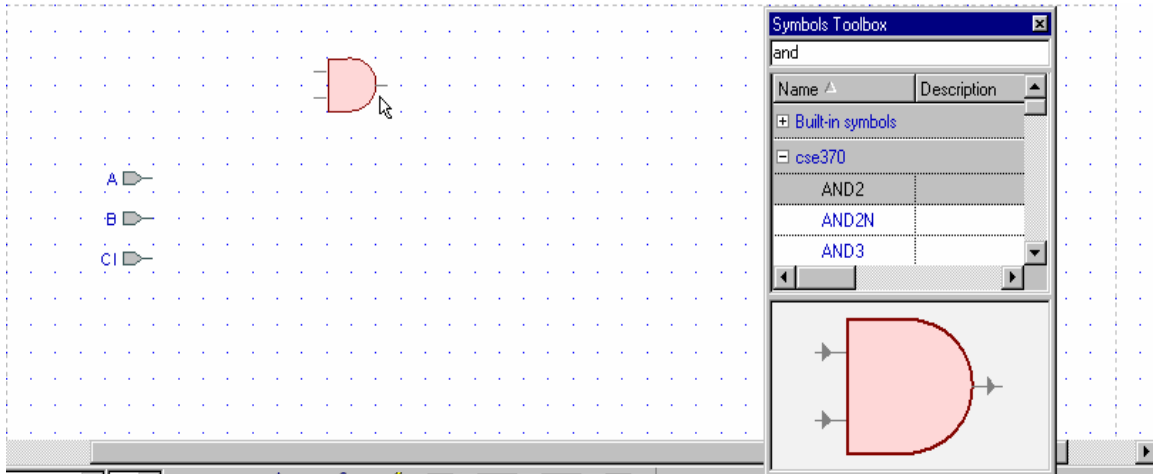 Symbols Toolbox
and
Name Description
Built-in symbols
cse370
AND2
AND2N
AND3
A
B
CI